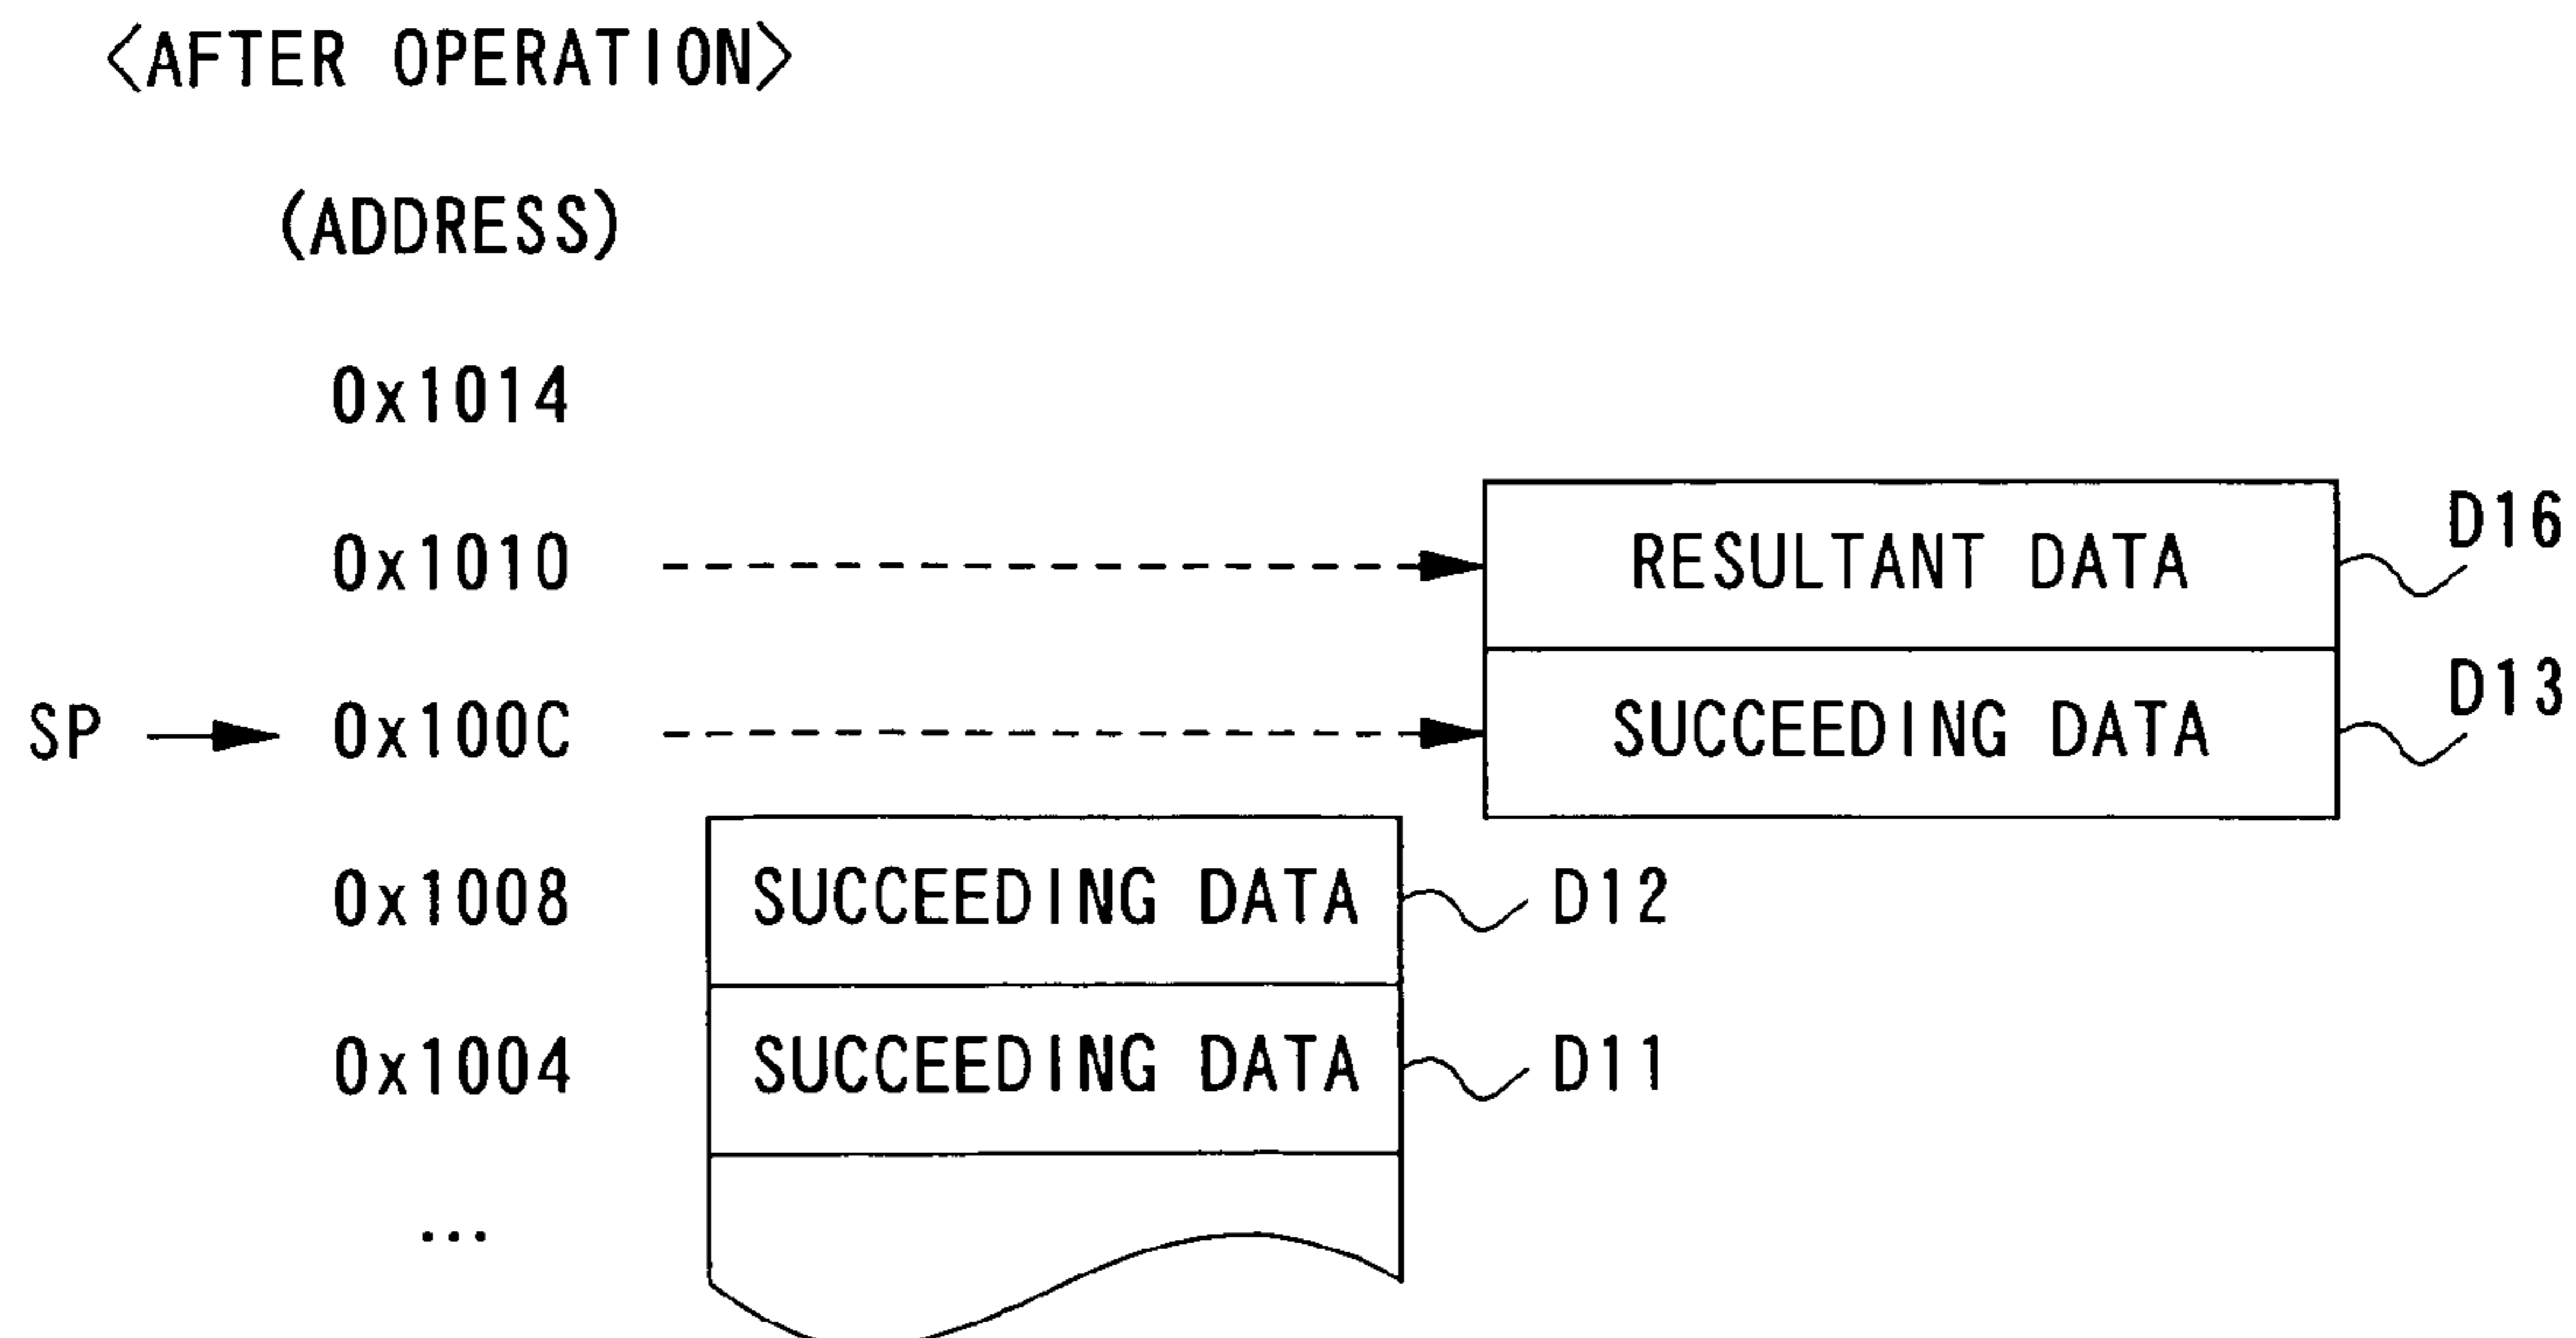 <AFTER OPERATION>
(ADDRESS)
0x1014
0x1010 RESULTANT DATA D16
SP 0x100C SUCCEEDING DATA D13
0x1008 SUCCEEDING DATA D12
0x1004 SUCCEEDING DATA D11
...